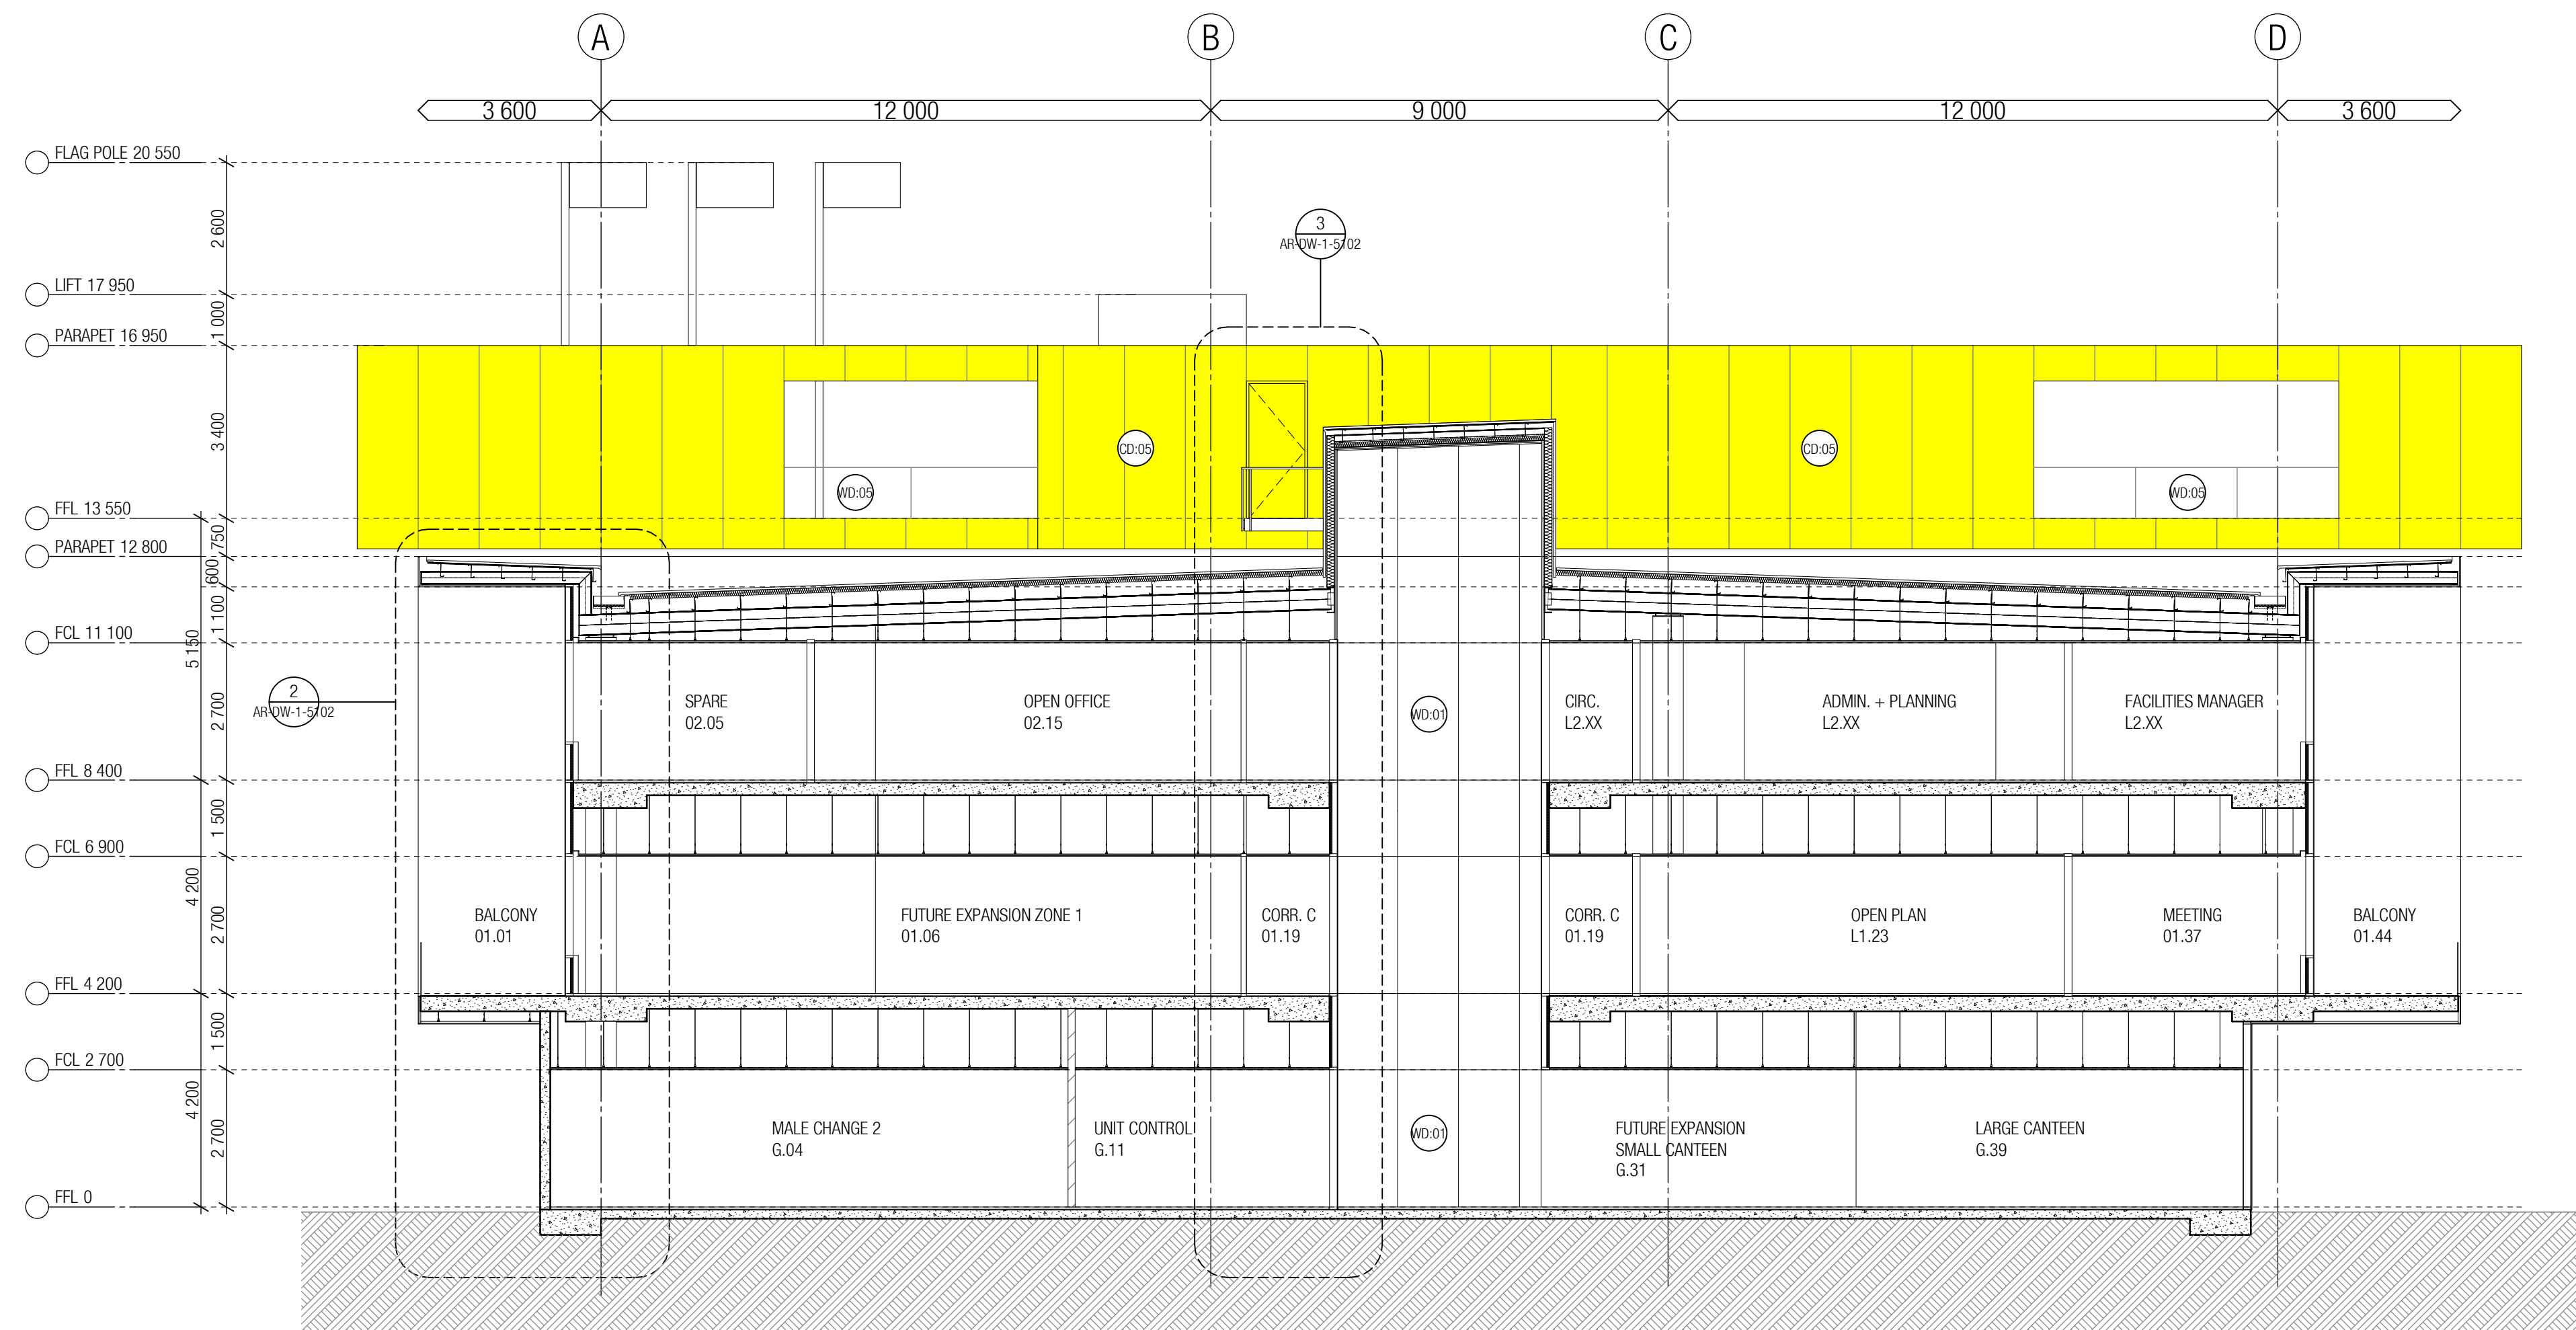 A
B
C
D
3 600
12 000
9 000
12 000
3 600
FLAG POLE 20 550
2 600
3
AR-DW-1-5102
LIFT 17 950
1 000
PARAPET 16 950
3 400
CD:05
CD:05
WD:05
WD:05
FFL 13 550
750
PARAPET 12 800
600
1 100
FCL 11 100
5 150
2
AR-DW-1-5102
2 700
SPARE
02.05
OPEN OFFICE
02.15
WD:01
CIRC.
L2.XX
ADMIN. + PLANNING
L2.XX
FACILITIES MANAGER
L2.XX
FFL 8 400
1 500
FCL 6 900
4 200
2 700
BALCONY
01.01
FUTURE EXPANSION ZONE 1
01.06
CORR. C
01.19
CORR. C
01.19
OPEN PLAN
L1.23
MEETING
01.37
BALCONY
01.44
FFL 4 200
1 500
FCL 2 700
4 200
2 700
MALE CHANGE 2
G.04
UNIT CONTROL
G.11
WD:01
FUTURE EXPANSION
SMALL CANTEEN
G.31
LARGE CANTEEN
G.39
FFL 0